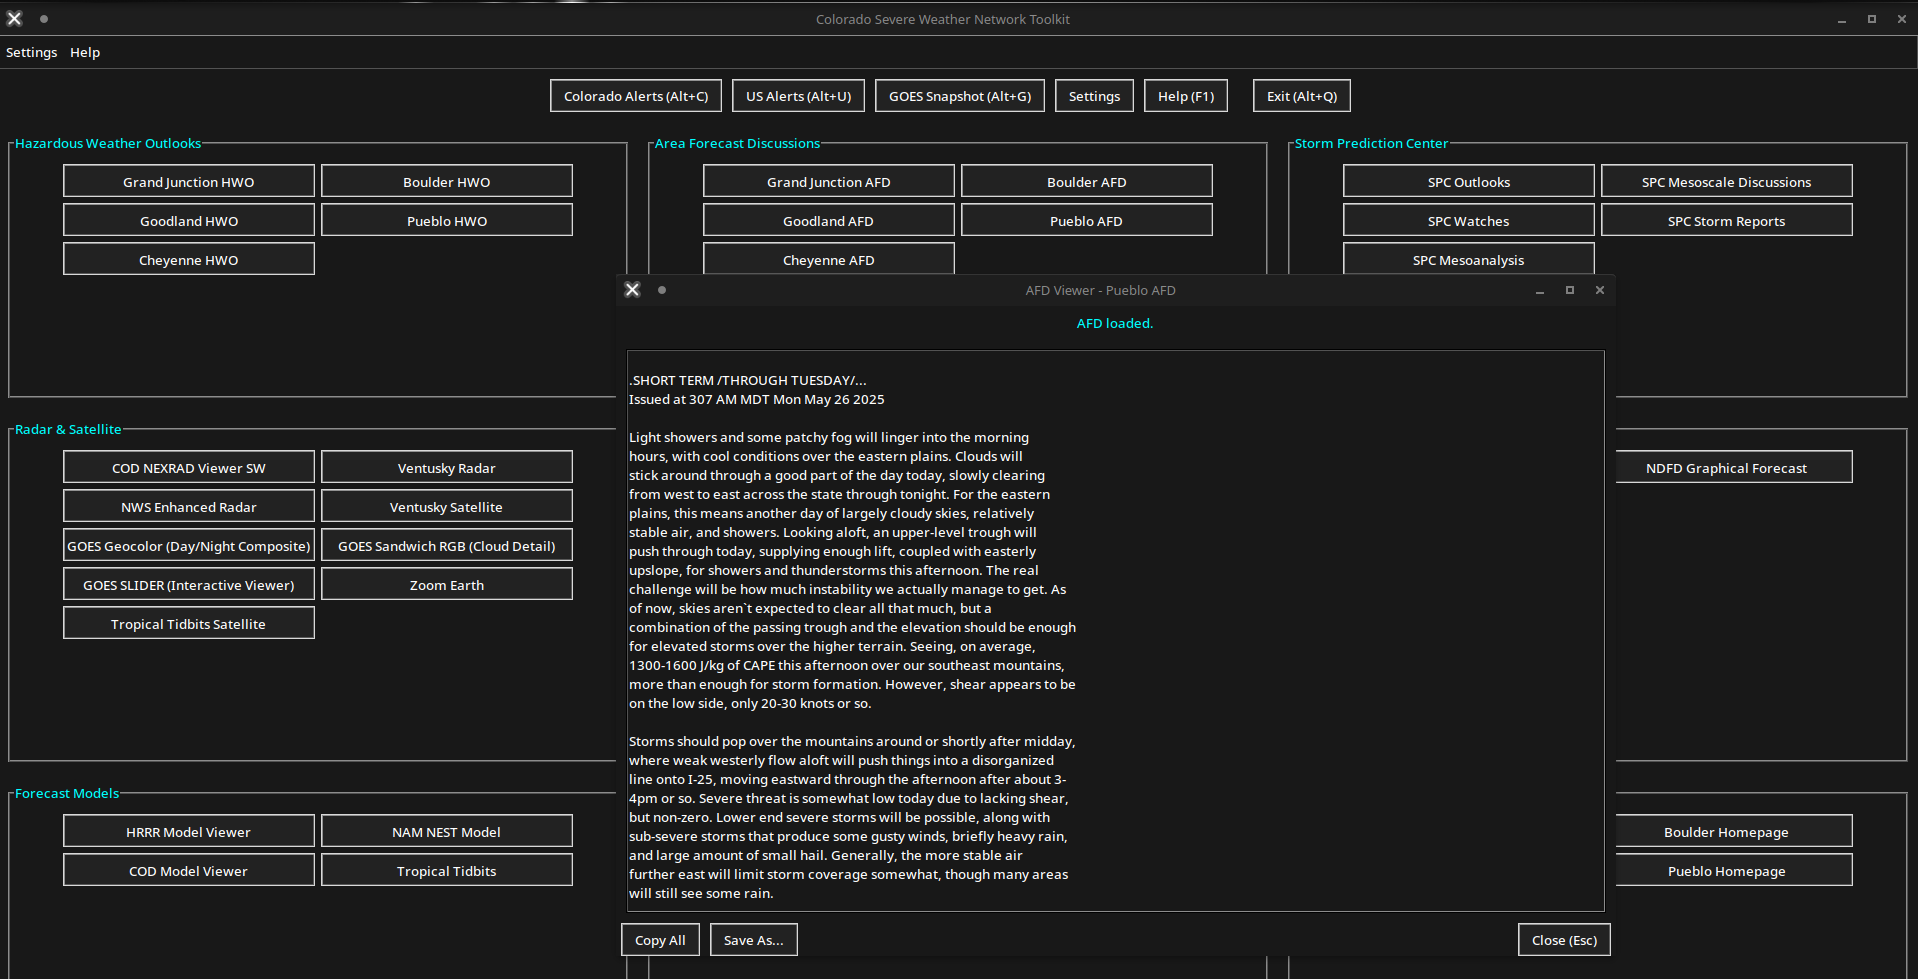 Colorado Severe Weather Network Toolkit
Settings Help
Colorado Alerts (Alt+C) US Alerts (Alt+U) GOES Snapshot (Alt+G) Settings Help (F1) Exit (Alt+Q)
Hazardous Weather Outlooks
Grand Junction HWO Boulder HWO
Goodland HWO Pueblo HWO
Cheyenne HWO
Area Forecast Discussions
Grand Junction AFD Boulder AFD
Goodland AFD Pueblo AFD
Cheyenne AFD
Storm Prediction Center
SPC Outlooks SPC Mesoscale Discussions
SPC Watches SPC Storm Reports
SPC Mesoanalysis
Radar & Satellite
COD NEXRAD Viewer SW Ventusky Radar
NWS Enhanced Radar Ventusky Satellite
GOES Geocolor (Day/Night Composite) GOES Sandwich RGB (Cloud Detail)
GOES SLIDER (Interactive Viewer) Zoom Earth
Tropical Tidbits Satellite
NDFD Graphical Forecast
Forecast Models
HRRR Model Viewer NAM NEST Model
COD Model Viewer Tropical Tidbits
Boulder Homepage
Pueblo Homepage
AFD Viewer - Pueblo AFD
AFD loaded.
.SHORT TERM /THROUGH TUESDAY/...
Issued at 307 AM MDT Mon May 26 2025
Light showers and some patchy fog will linger into the morning
hours, with cool conditions over the eastern plains. Clouds will
stick around through a good part of the day today, slowly clearing
from west to east across the state through tonight. For the eastern
plains, this means another day of largely cloudy skies, relatively
stable air, and showers. Looking aloft, an upper-level trough will
push through today, supplying enough lift, coupled with easterly
upslope, for showers and thunderstorms this afternoon. The real
challenge will be how much instability we actually manage to get. As
of now, skies aren`t expected to clear all that much, but a
combination of the passing trough and the elevation should be enough
for elevated storms over the higher terrain. Seeing, on average,
1300-1600 J/kg of CAPE this afternoon over our southeast mountains,
more than enough for storm formation. However, shear appears to be
on the low side, only 20-30 knots or so.
Storms should pop over the mountains around or shortly after midday,
where weak westerly flow aloft will push things into a disorganized
line onto I-25, moving eastward through the afternoon after about 3-
4pm or so. Severe threat is somewhat low today due to lacking shear,
but non-zero. Lower end severe storms will be possible, along with
sub-severe storms that produce some gusty winds, briefly heavy rain,
and large amount of small hail. Generally, the more stable air
further east will limit storm coverage somewhat, though many areas
will still see some rain.
Copy All Save As... Close (Esc)